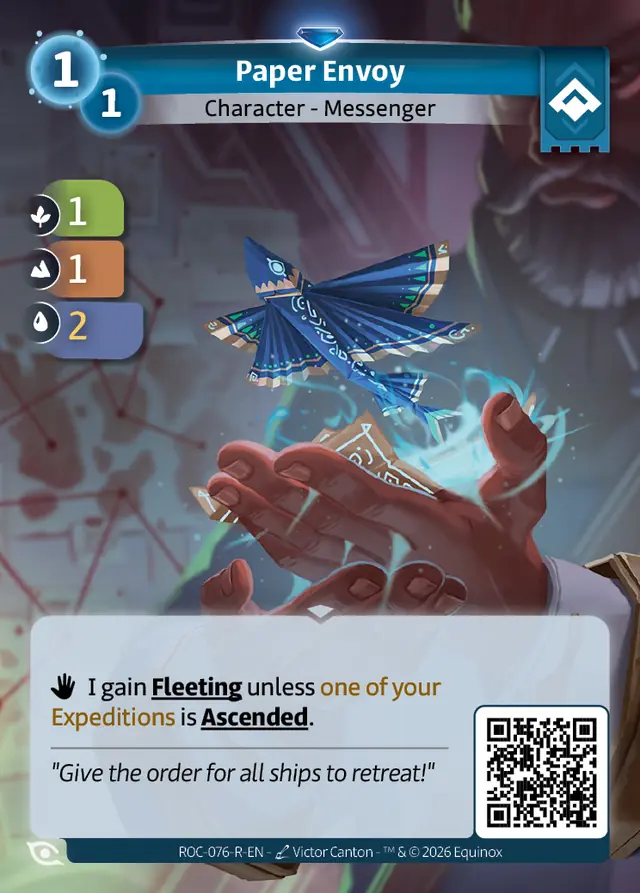 1
1
Paper Envoy
Character - Messenger
1
1
2
I gain Fleeting unless one of your
Expeditions is Ascended.
"Give the order for all ships to retreat!"
ROC-076-R-EN - Victor Canton - ™ & © 2026 Equinox